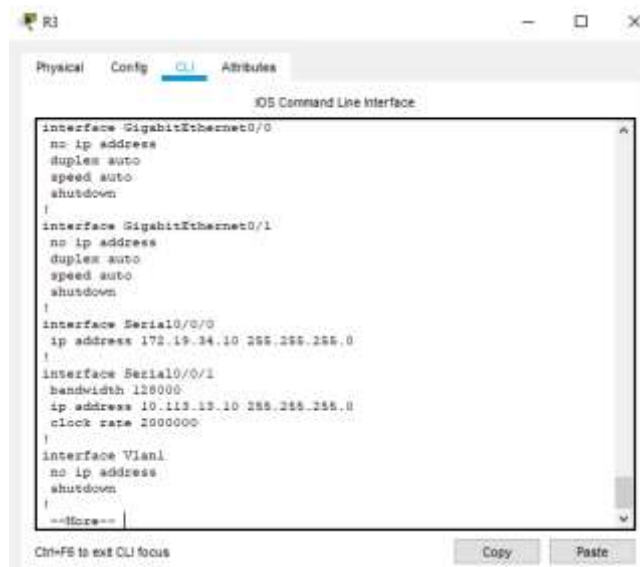 R3
Physical Config CLI Attributes
IOS Command Line Interface
interface GigabitEthernet0/0
no ip address
duplex auto
speed auto
shutdown
!
interface GigabitEthernet0/1
no ip address
duplex auto
speed auto
shutdown
!
interface Serial0/0/0
ip address 172.19.34.10 255.255.255.0
!
interface Serial0/0/1
bandwidth 128000
ip address 10.113.13.10 255.255.255.0
clock rate 2000000
!
interface Vlan1
no ip address
shutdown
!
--More--
Ctrl+F6 to exit CLI focus
Copy Paste